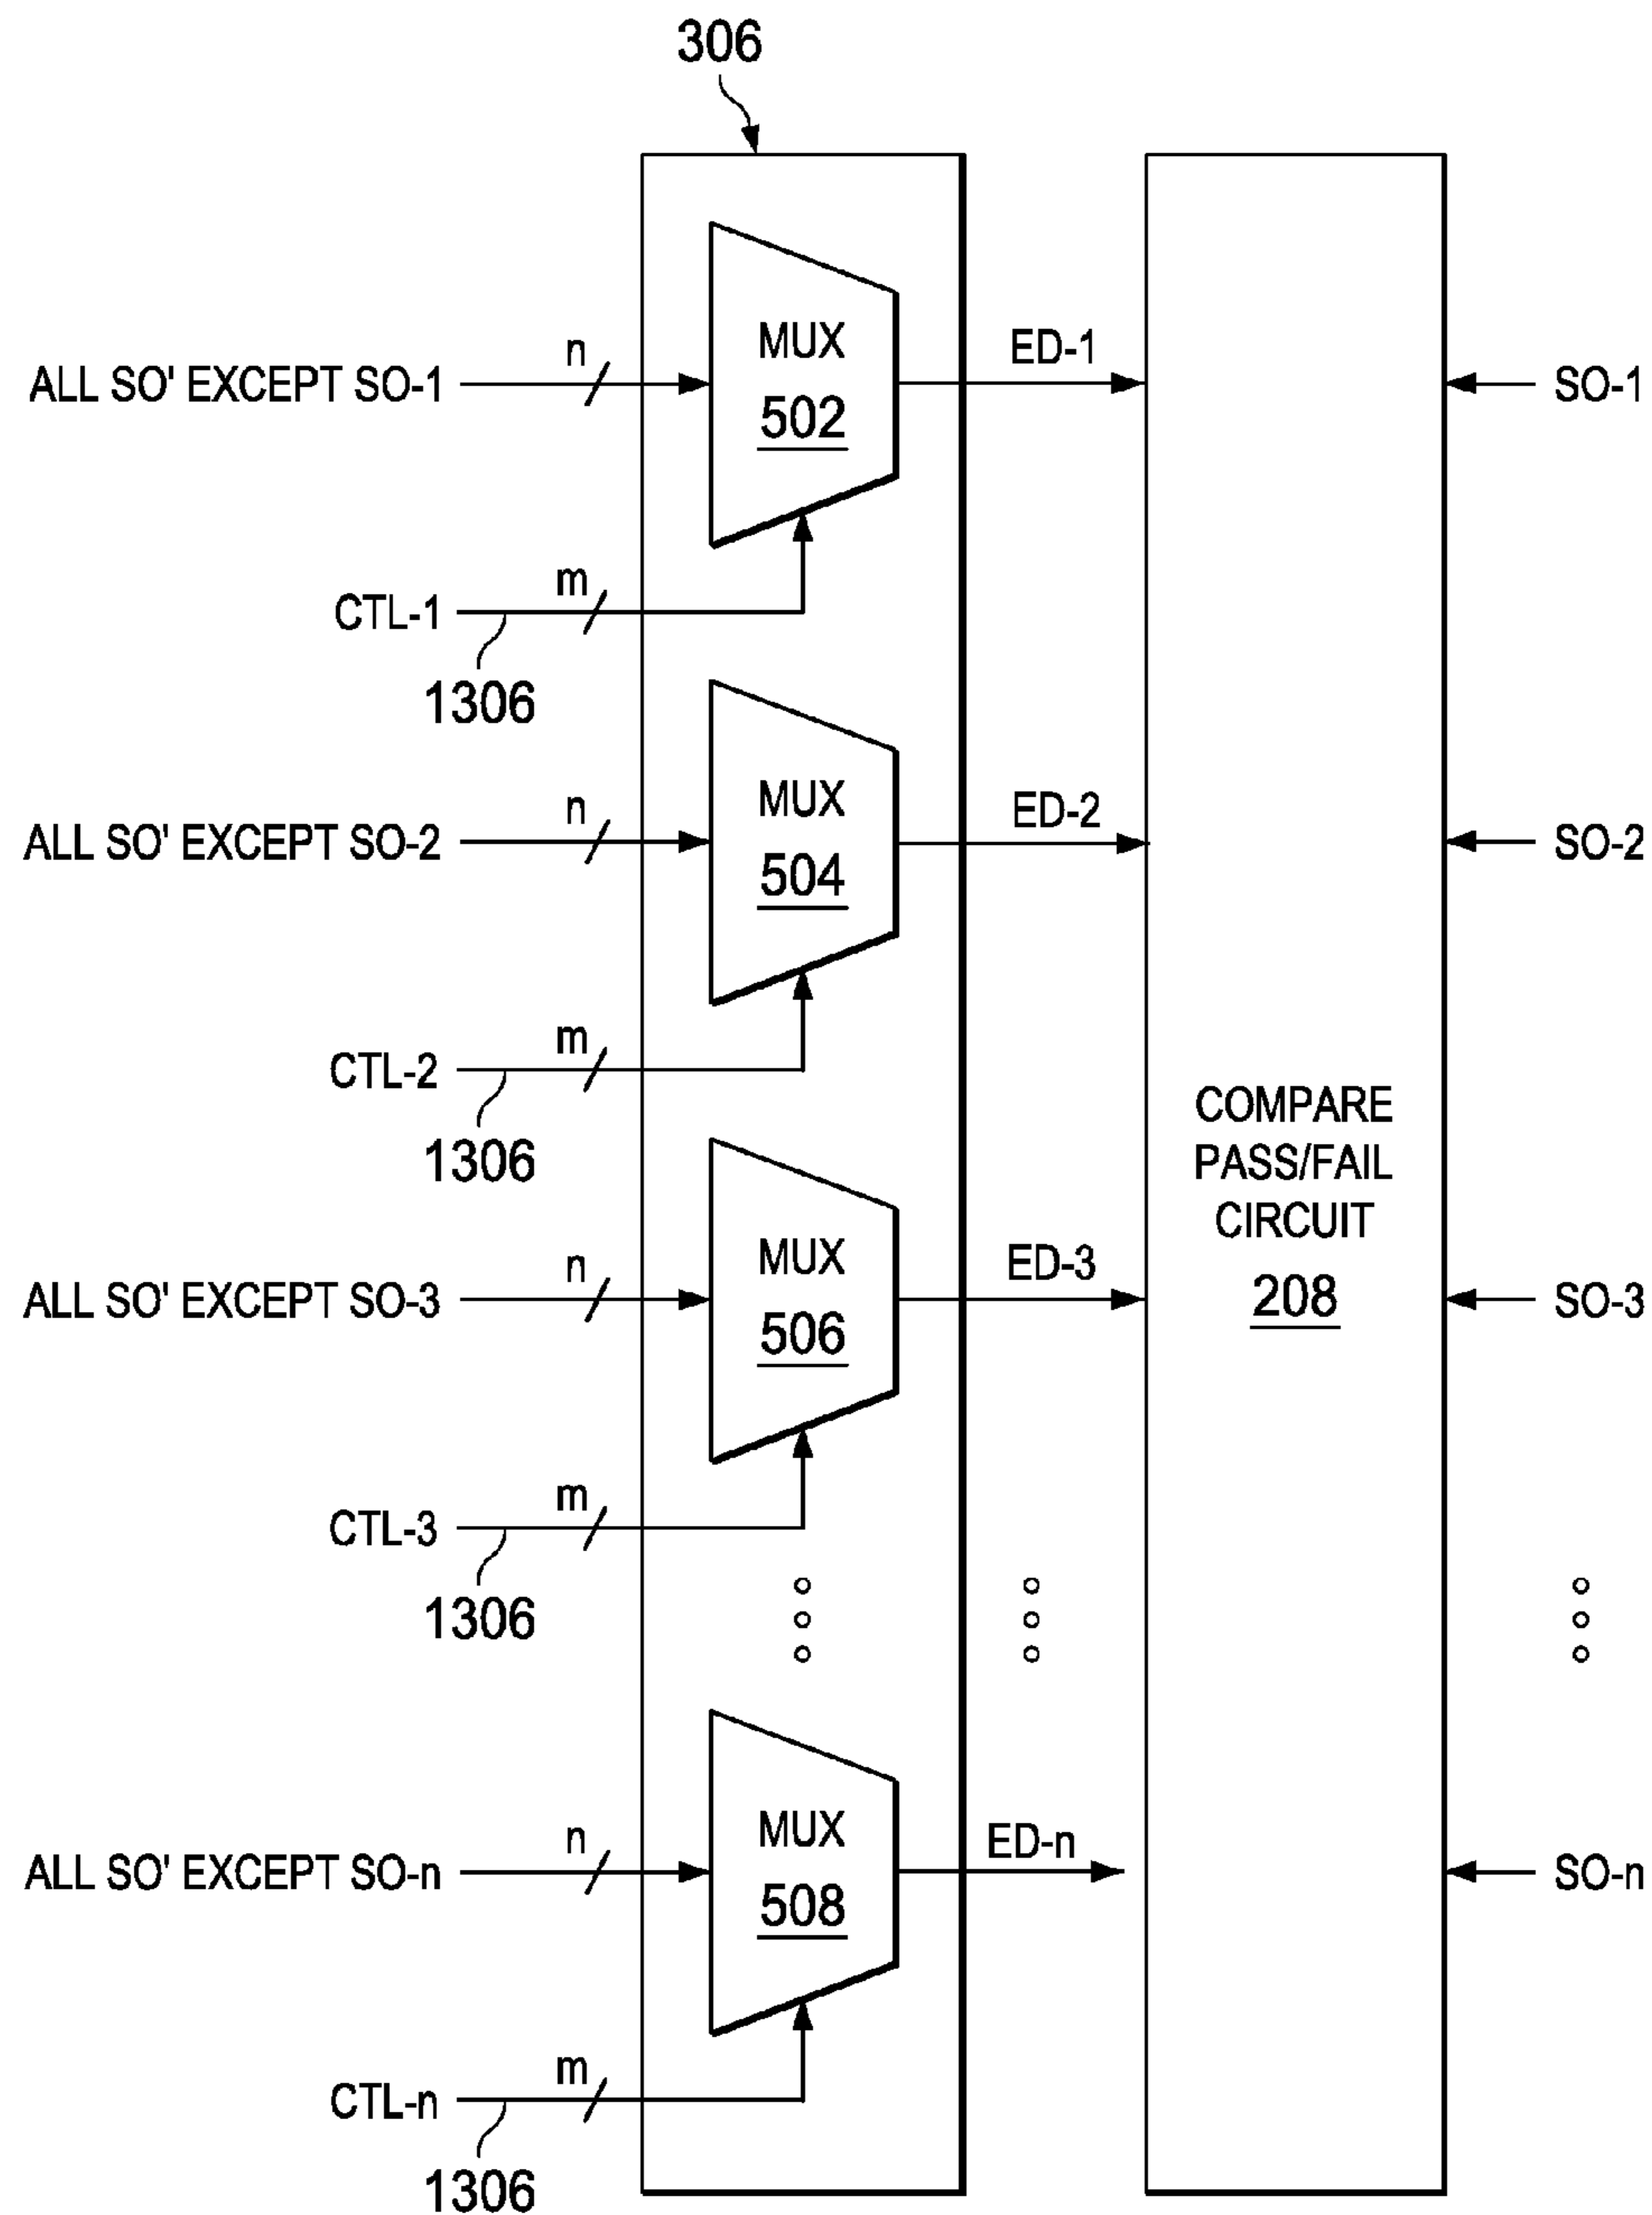 306
ALL SO' EXCEPT SO-1
n
MUX
502
ED-1
SO-1
CTL-1
m
1306
ALL SO' EXCEPT SO-2
n
MUX
504
ED-2
SO-2
CTL-2
m
1306
COMPARE
PASS/FAIL
CIRCUIT
208
ALL SO' EXCEPT SO-3
n
MUX
506
ED-3
SO-3
CTL-3
m
1306
ALL SO' EXCEPT SO-n
n
MUX
508
ED-n
SO-n
CTL-n
m
1306